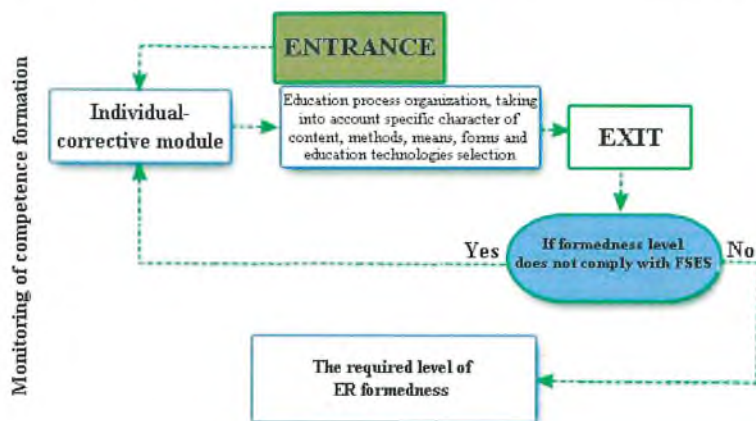 Monitoring of competence formation
ENTRANCE
Individual-
corrective module
Education process organization, taking
into account specific character of
content, methods, means, forms and
education technologies selection
EXIT
Yes
If formedness level
does not comply with FSES
No
The required level of
ER formedness